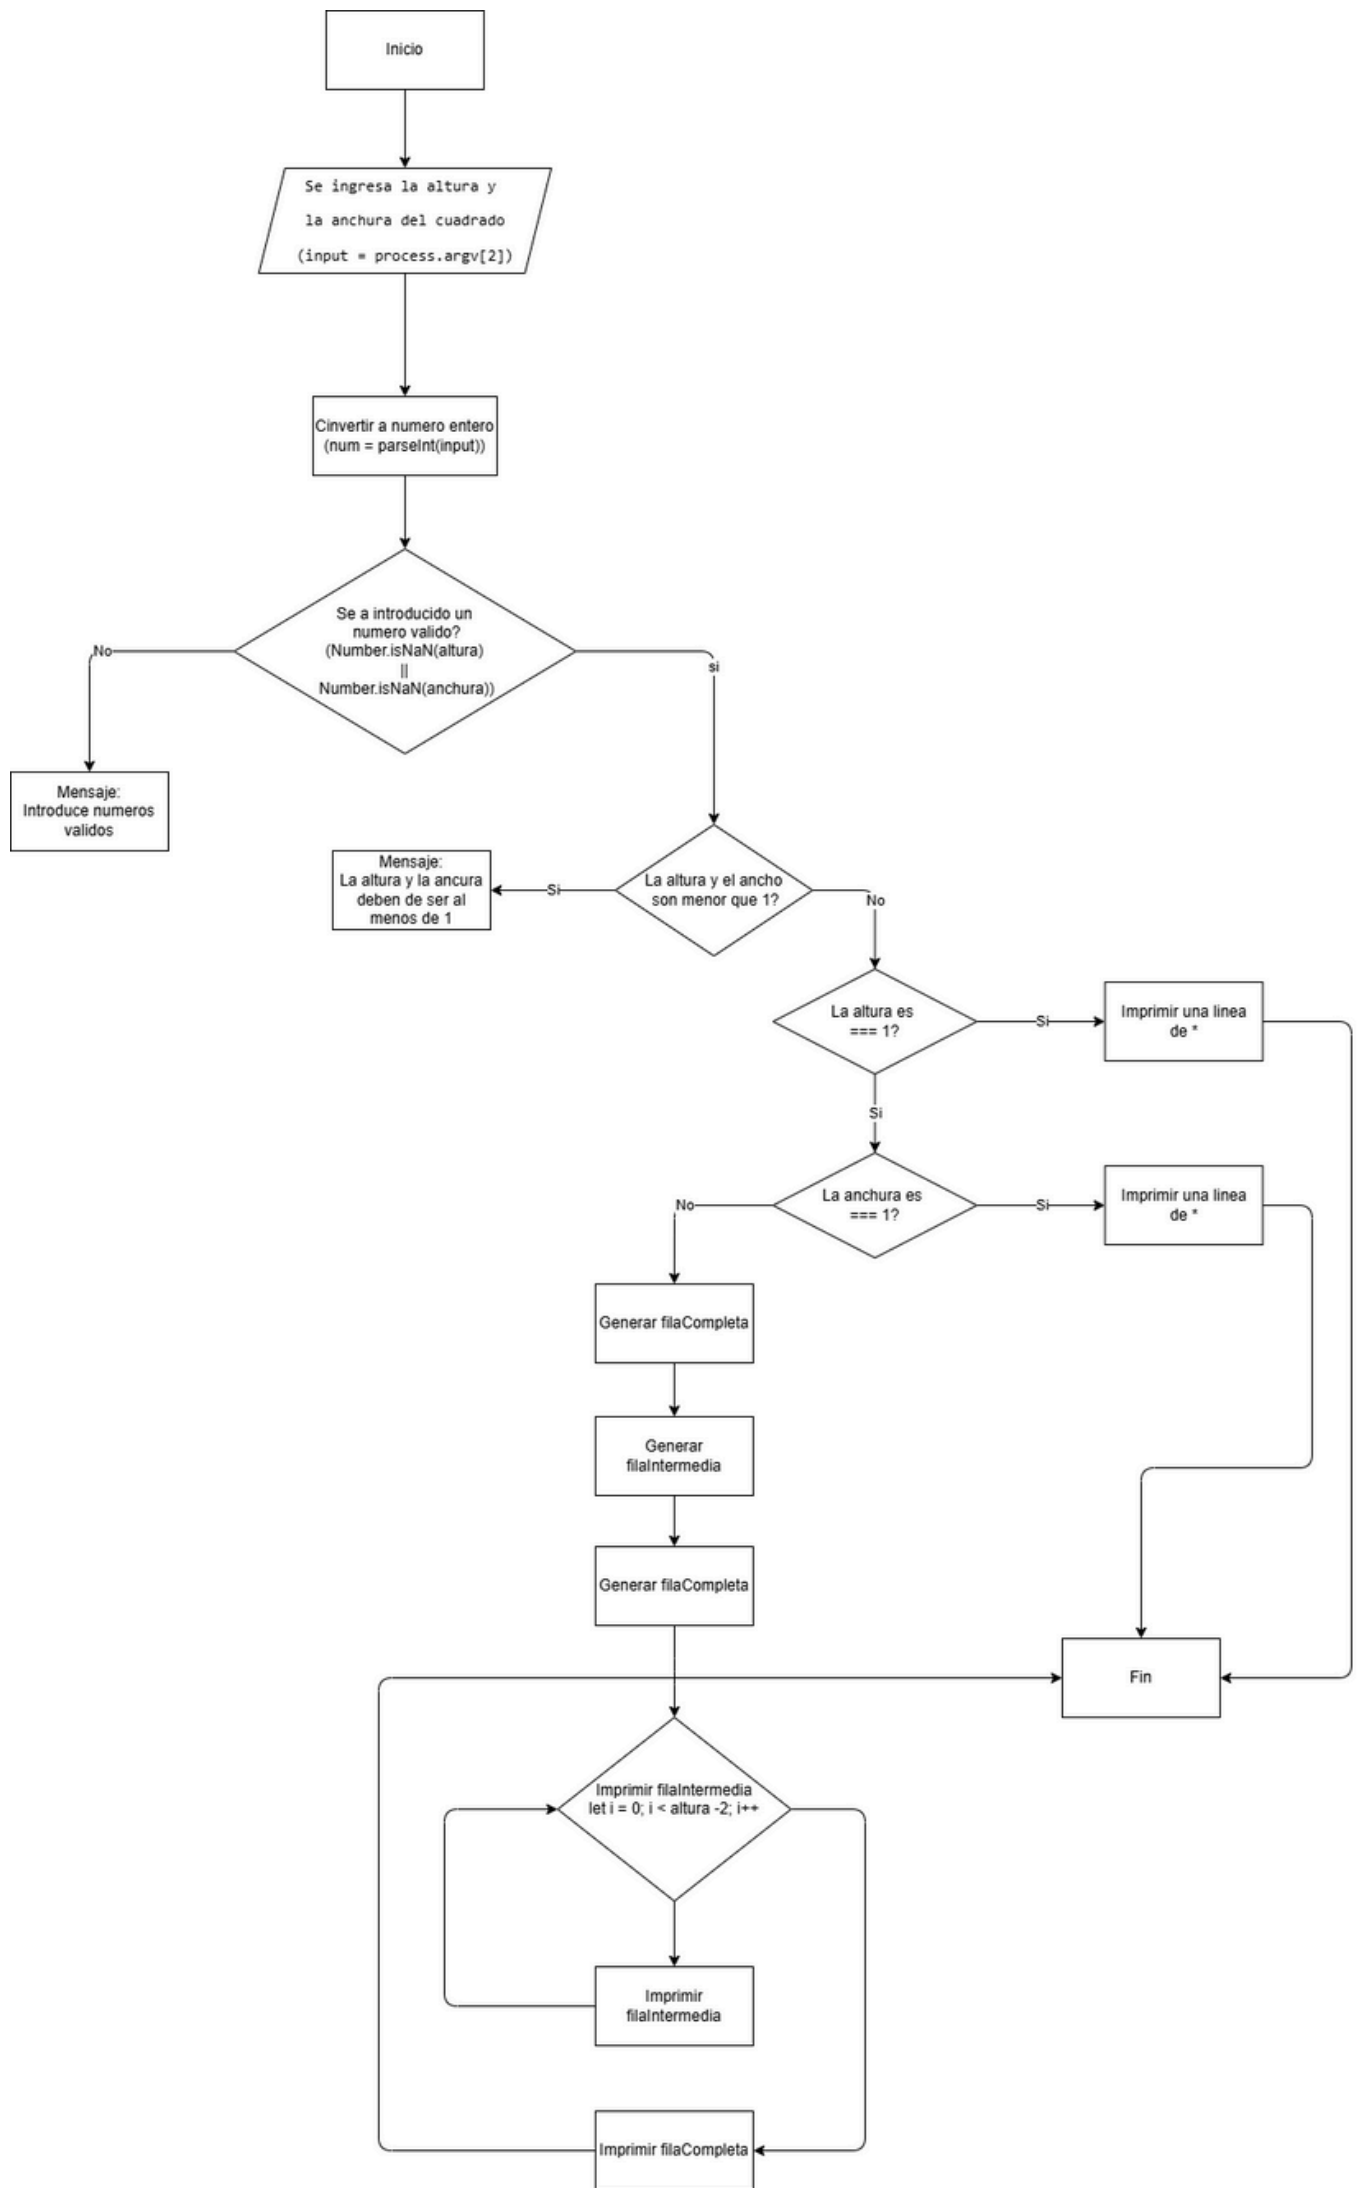 Inicio
Se ingresa la altura y
la anchura del cuadrado
(input = process.argv[2])
Cinvertir a numero entero
(num = parseInt(input))
Se a introducido un
numero valido?
(Number.isNaN(altura)
||
Number.isNaN(anchura))
No
si
Mensaje:
Introduce numeros
validos
Mensaje:
La altura y la ancura
deben de ser al
menos de 1
Si
La altura y el ancho
son menor que 1?
No
La altura es
=== 1?
Si
Imprimir una linea
de *
Si
La anchura es
=== 1?
No
Si
Imprimir una linea
de *
Generar filaCompleta
Generar
filaIntermedia
Generar filaCompleta
Fin
Imprimir filaIntermedia
let i = 0; i < altura -2; i++
Imprimir
filaIntermedia
Imprimir filaCompleta